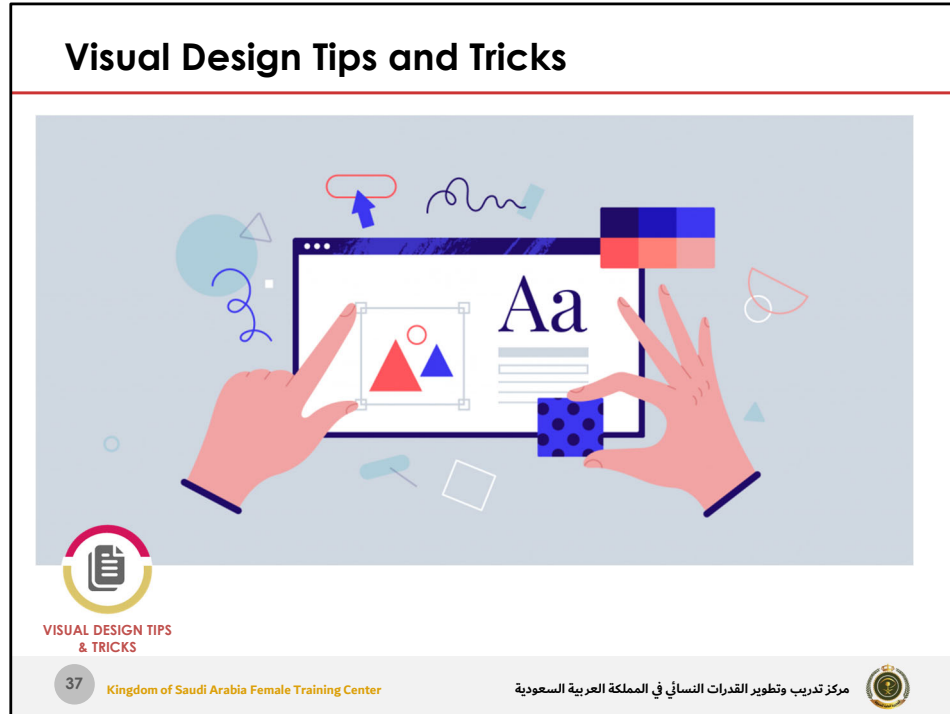 Visual Design Tips and Tricks
Aa
VISUAL DESIGN TIPS
& TRICKS
37
Kingdom of Saudi Arabia Female Training Center
مركز تدريب وتطوير القدرات النسائي في المملكة العربية السعودية